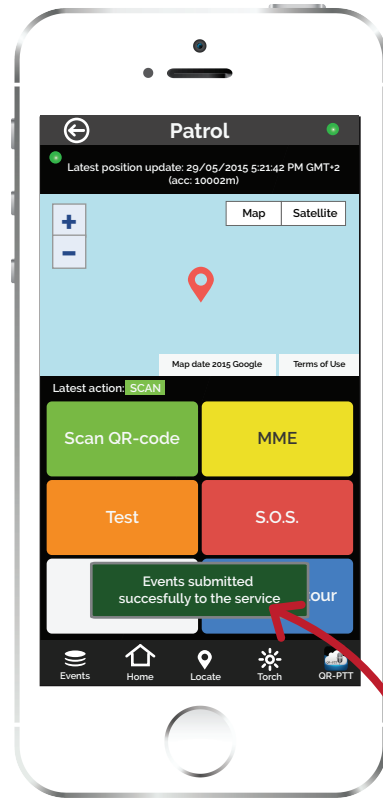 Patrol
Latest position update: 29/05/2015 5:21:42 PM GMT+2
(acc: 10002m)
+
−
Map Satellite
Map date 2015 Google Terms of Use
Latest action: SCAN
Scan QR-code MME
Test S.O.S.
Events submitted
succesfully to the service
our
Events Home Locate Torch QR-PTT